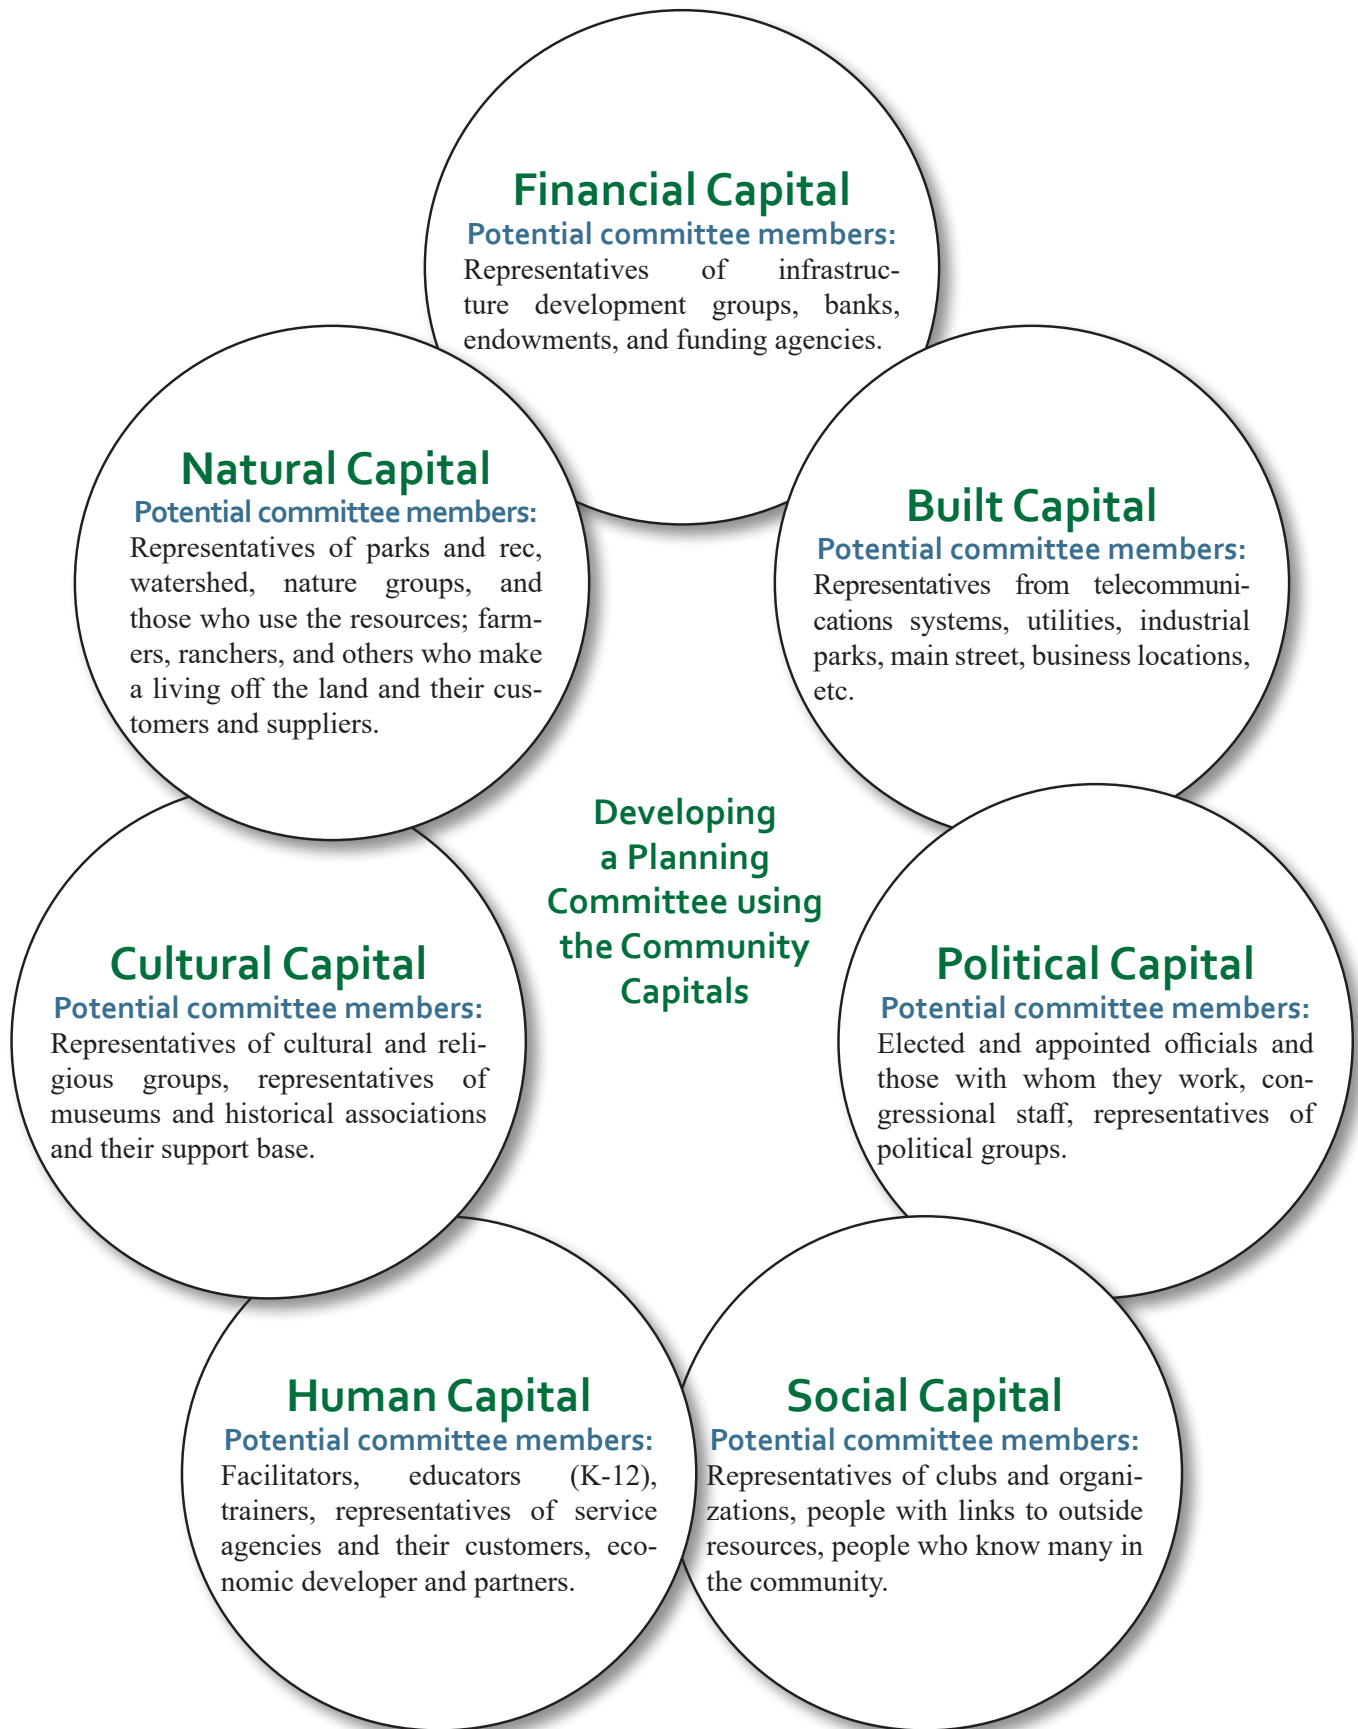 Financial Capital
Potential committee members:
Representatives of infrastruc-
ture development groups, banks,
endowments, and funding agencies.
Natural Capital
Potential committee members:
Representatives of parks and rec,
watershed, nature groups, and
those who use the resources; farm-
ers, ranchers, and others who make
a living off the land and their cus-
tomers and suppliers.
Built Capital
Potential committee members:
Representatives from telecommuni-
cations systems, utilities, industrial
parks, main street, business locations,
etc.
Developing
a Planning
Committee using
the Community
Capitals
Cultural Capital
Potential committee members:
Representatives of cultural and reli-
gious groups, representatives of
museums and historical associations
and their support base.
Political Capital
Potential committee members:
Elected and appointed officials and
those with whom they work, con-
gressional staff, representatives of
political groups.
Human Capital
Potential committee members:
Facilitators, educators (K-12),
trainers, representatives of service
agencies and their customers, eco-
nomic developer and partners.
Social Capital
Potential committee members:
Representatives of clubs and organi-
zations, people with links to outside
resources, people who know many in
the community.